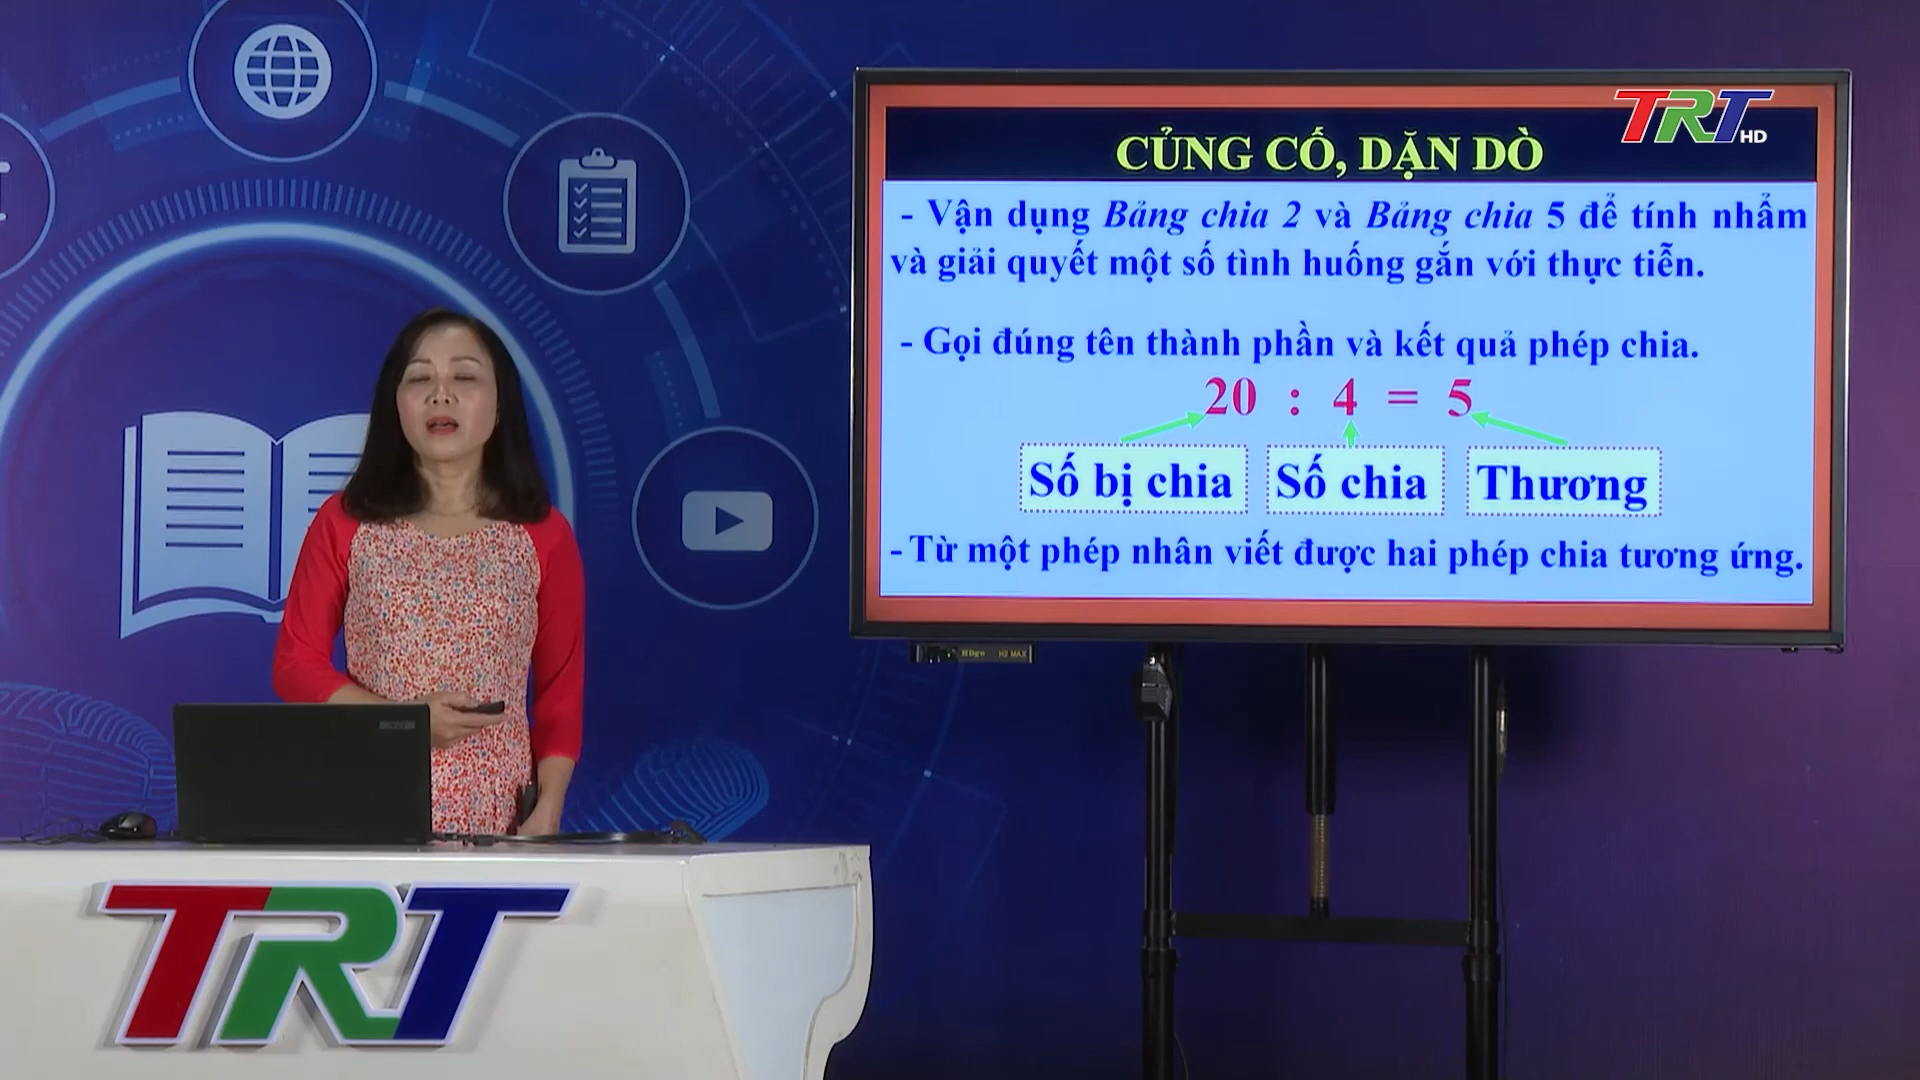 TRT HD
CỦNG CỐ, DẶN DÒ
- Vận dụng Bảng chia 2 và Bảng chia 5 để tính nhẩm
và giải quyết một số tình huống gắn với thực tiễn.
- Gọi đúng tên thành phần và kết quả phép chia.
20 : 4 = 5
Số bị chia Số chia Thương
- Từ một phép nhân viết được hai phép chia tương ứng.
H2 MAX
TRT